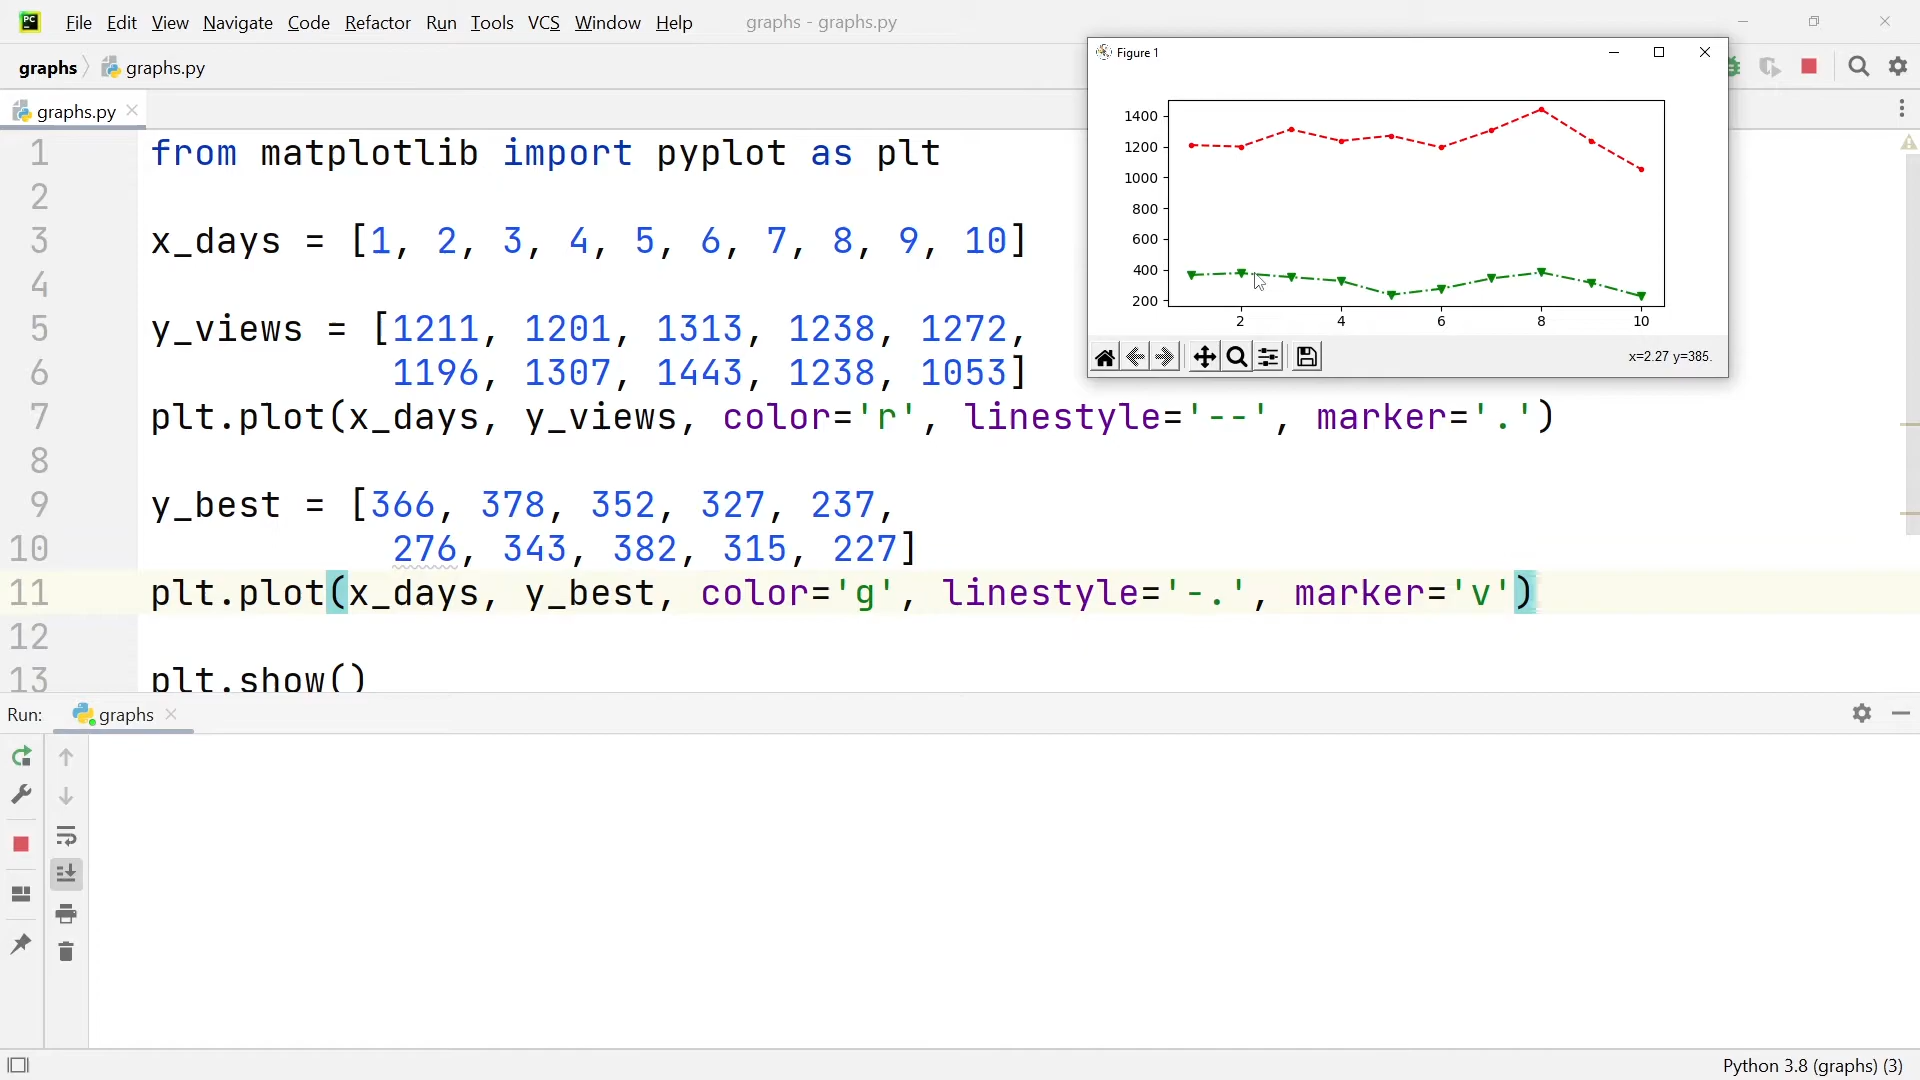 PC File Edit View Navigate Code Refactor Run Tools VCS Window Help graphs - graphs.py
graphs graphs.py
graphs.py
1 from matplotlib import pyplot as plt
2
3 x_days = [1, 2, 3, 4, 5, 6, 7, 8, 9, 10]
4
5 y_views = [1211, 1201, 1313, 1238, 1272,
6 1196, 1307, 1443, 1238, 1053]
7 plt.plot(x_days, y_views, color='r', linestyle='--', marker='.')
8
9 y_best = [366, 378, 352, 327, 237,
10 276, 343, 382, 315, 227]
11 plt.plot(x_days, y_best, color='g', linestyle='-.', marker='v')
12
13 plt.show()
Figure 1
1400
1200
1000
800
600
400
200
2 4 6 8 10
x=2.27 y=385.
Run: graphs
Python 3.8 (graphs) (3)